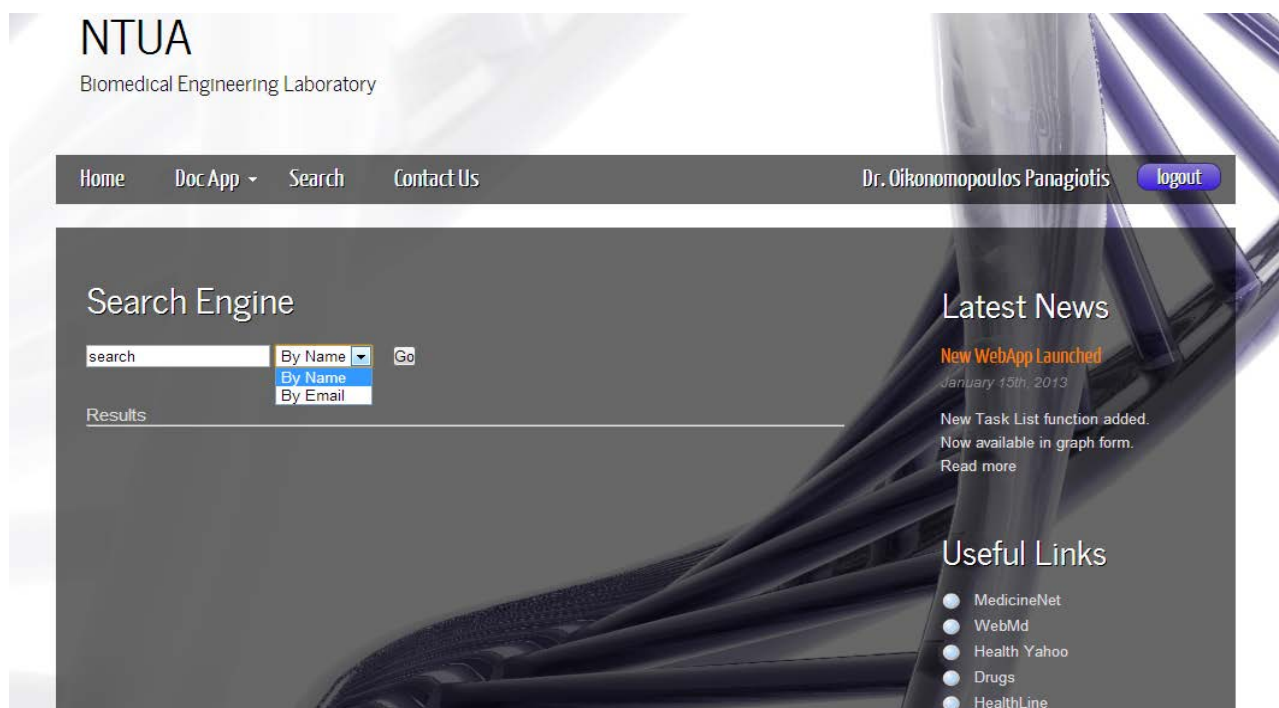 NTUA
Biomedical Engineering Laboratory
Home Doc App Search Contact Us Dr. Oikonomopoulos Panagiotis logout
Search Engine
search By Name Go
By Name
By Email
Results
Latest News
New WebApp Launched
January 15th, 2013
New Task List function added.
Now available in graph form.
Read more
Useful Links
MedicineNet
WebMd
Health Yahoo
Drugs
HealthLine